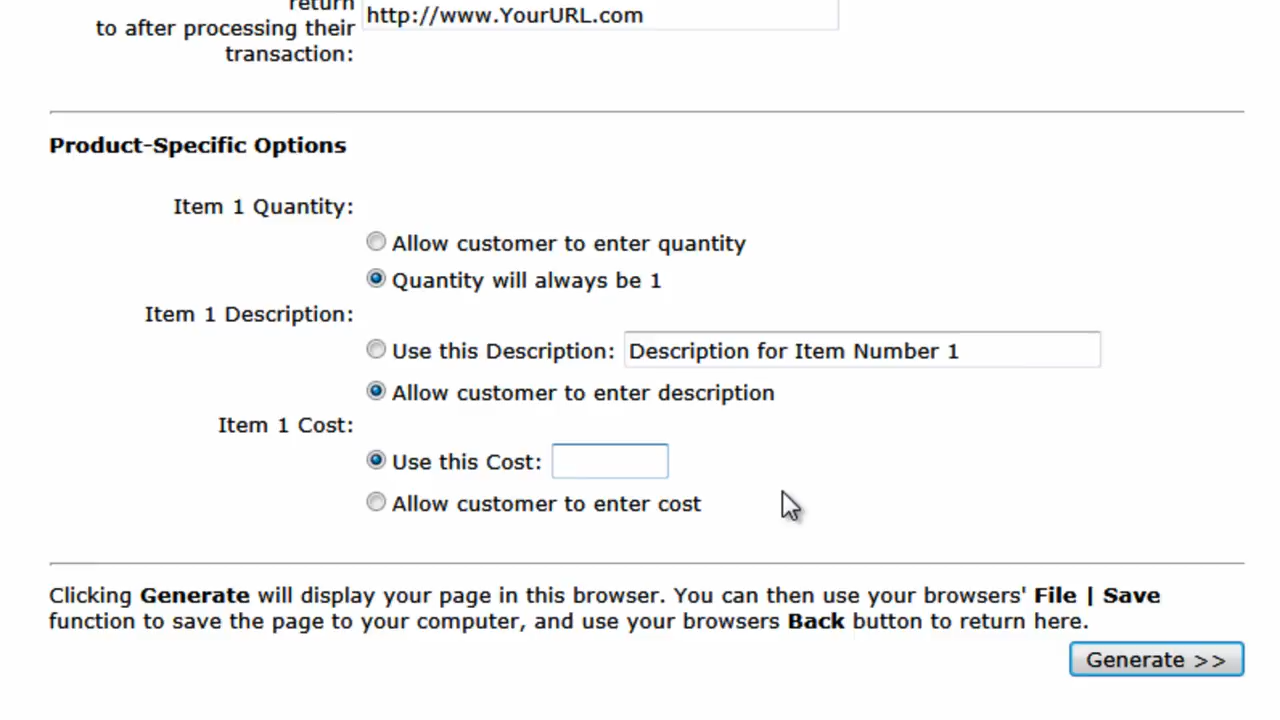 return
http://www.YourURL.com
to after processing their
transaction:
Product-Specific Options
Item 1 Quantity:
Allow customer to enter quantity
Quantity will always be 1
Item 1 Description:
Use this Description: Description for Item Number 1
Allow customer to enter description
Item 1 Cost:
Use this Cost:
Allow customer to enter cost
Clicking Generate will display your page in this browser. You can then use your browsers' File | Save
function to save the page to your computer, and use your browsers Back button to return here.
Generate >>